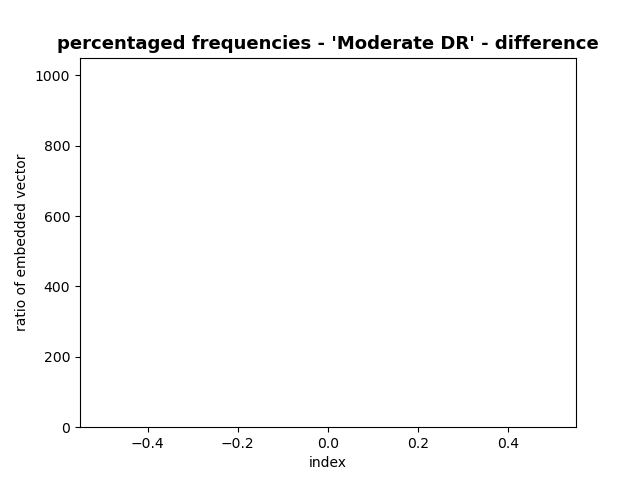 percentaged frequencies - 'Moderate DR' - difference
1000
800
600
400
200
0
ratio of embedded vector
−0.4 −0.2 0.0 0.2 0.4
index